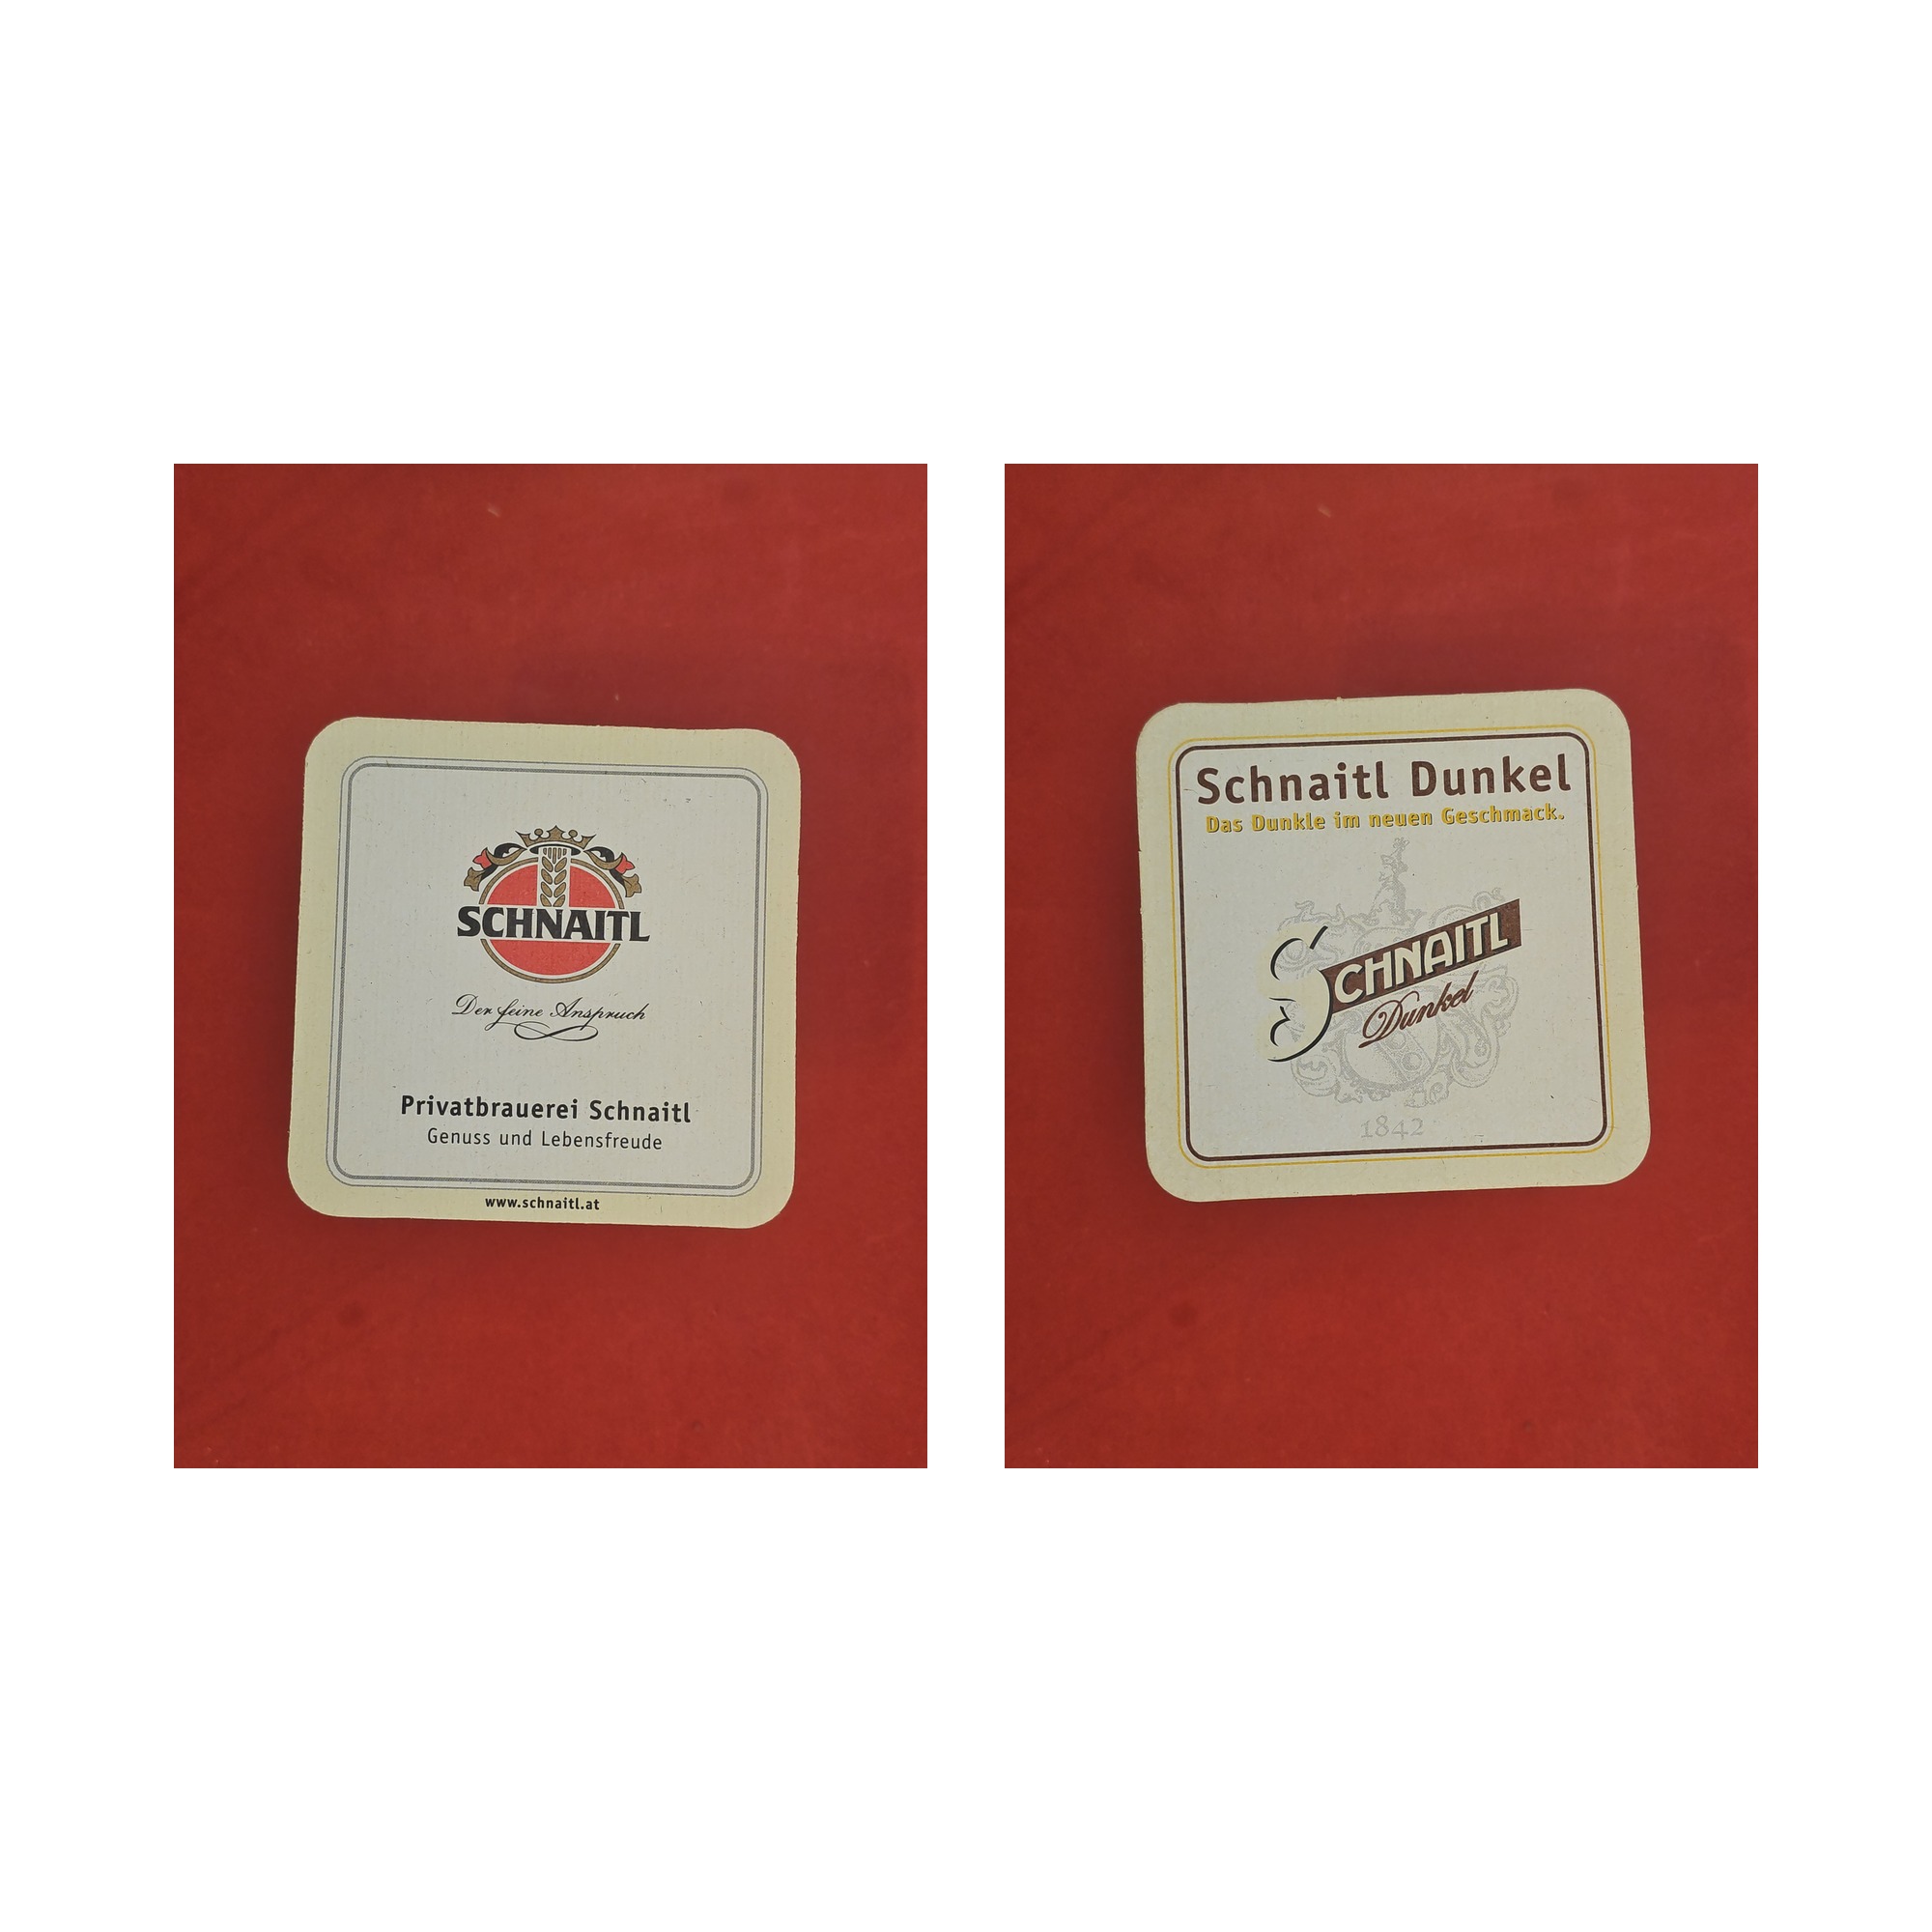 SCHNAITL
Der feine Anspruch
Privatbrauerei Schnaitl
Genuss und Lebensfreude
www.schnaitl.at
Schnaitl Dunkel
Das Dunkle im neuen Geschmack.
SCHNAITL
Dunkel
1842